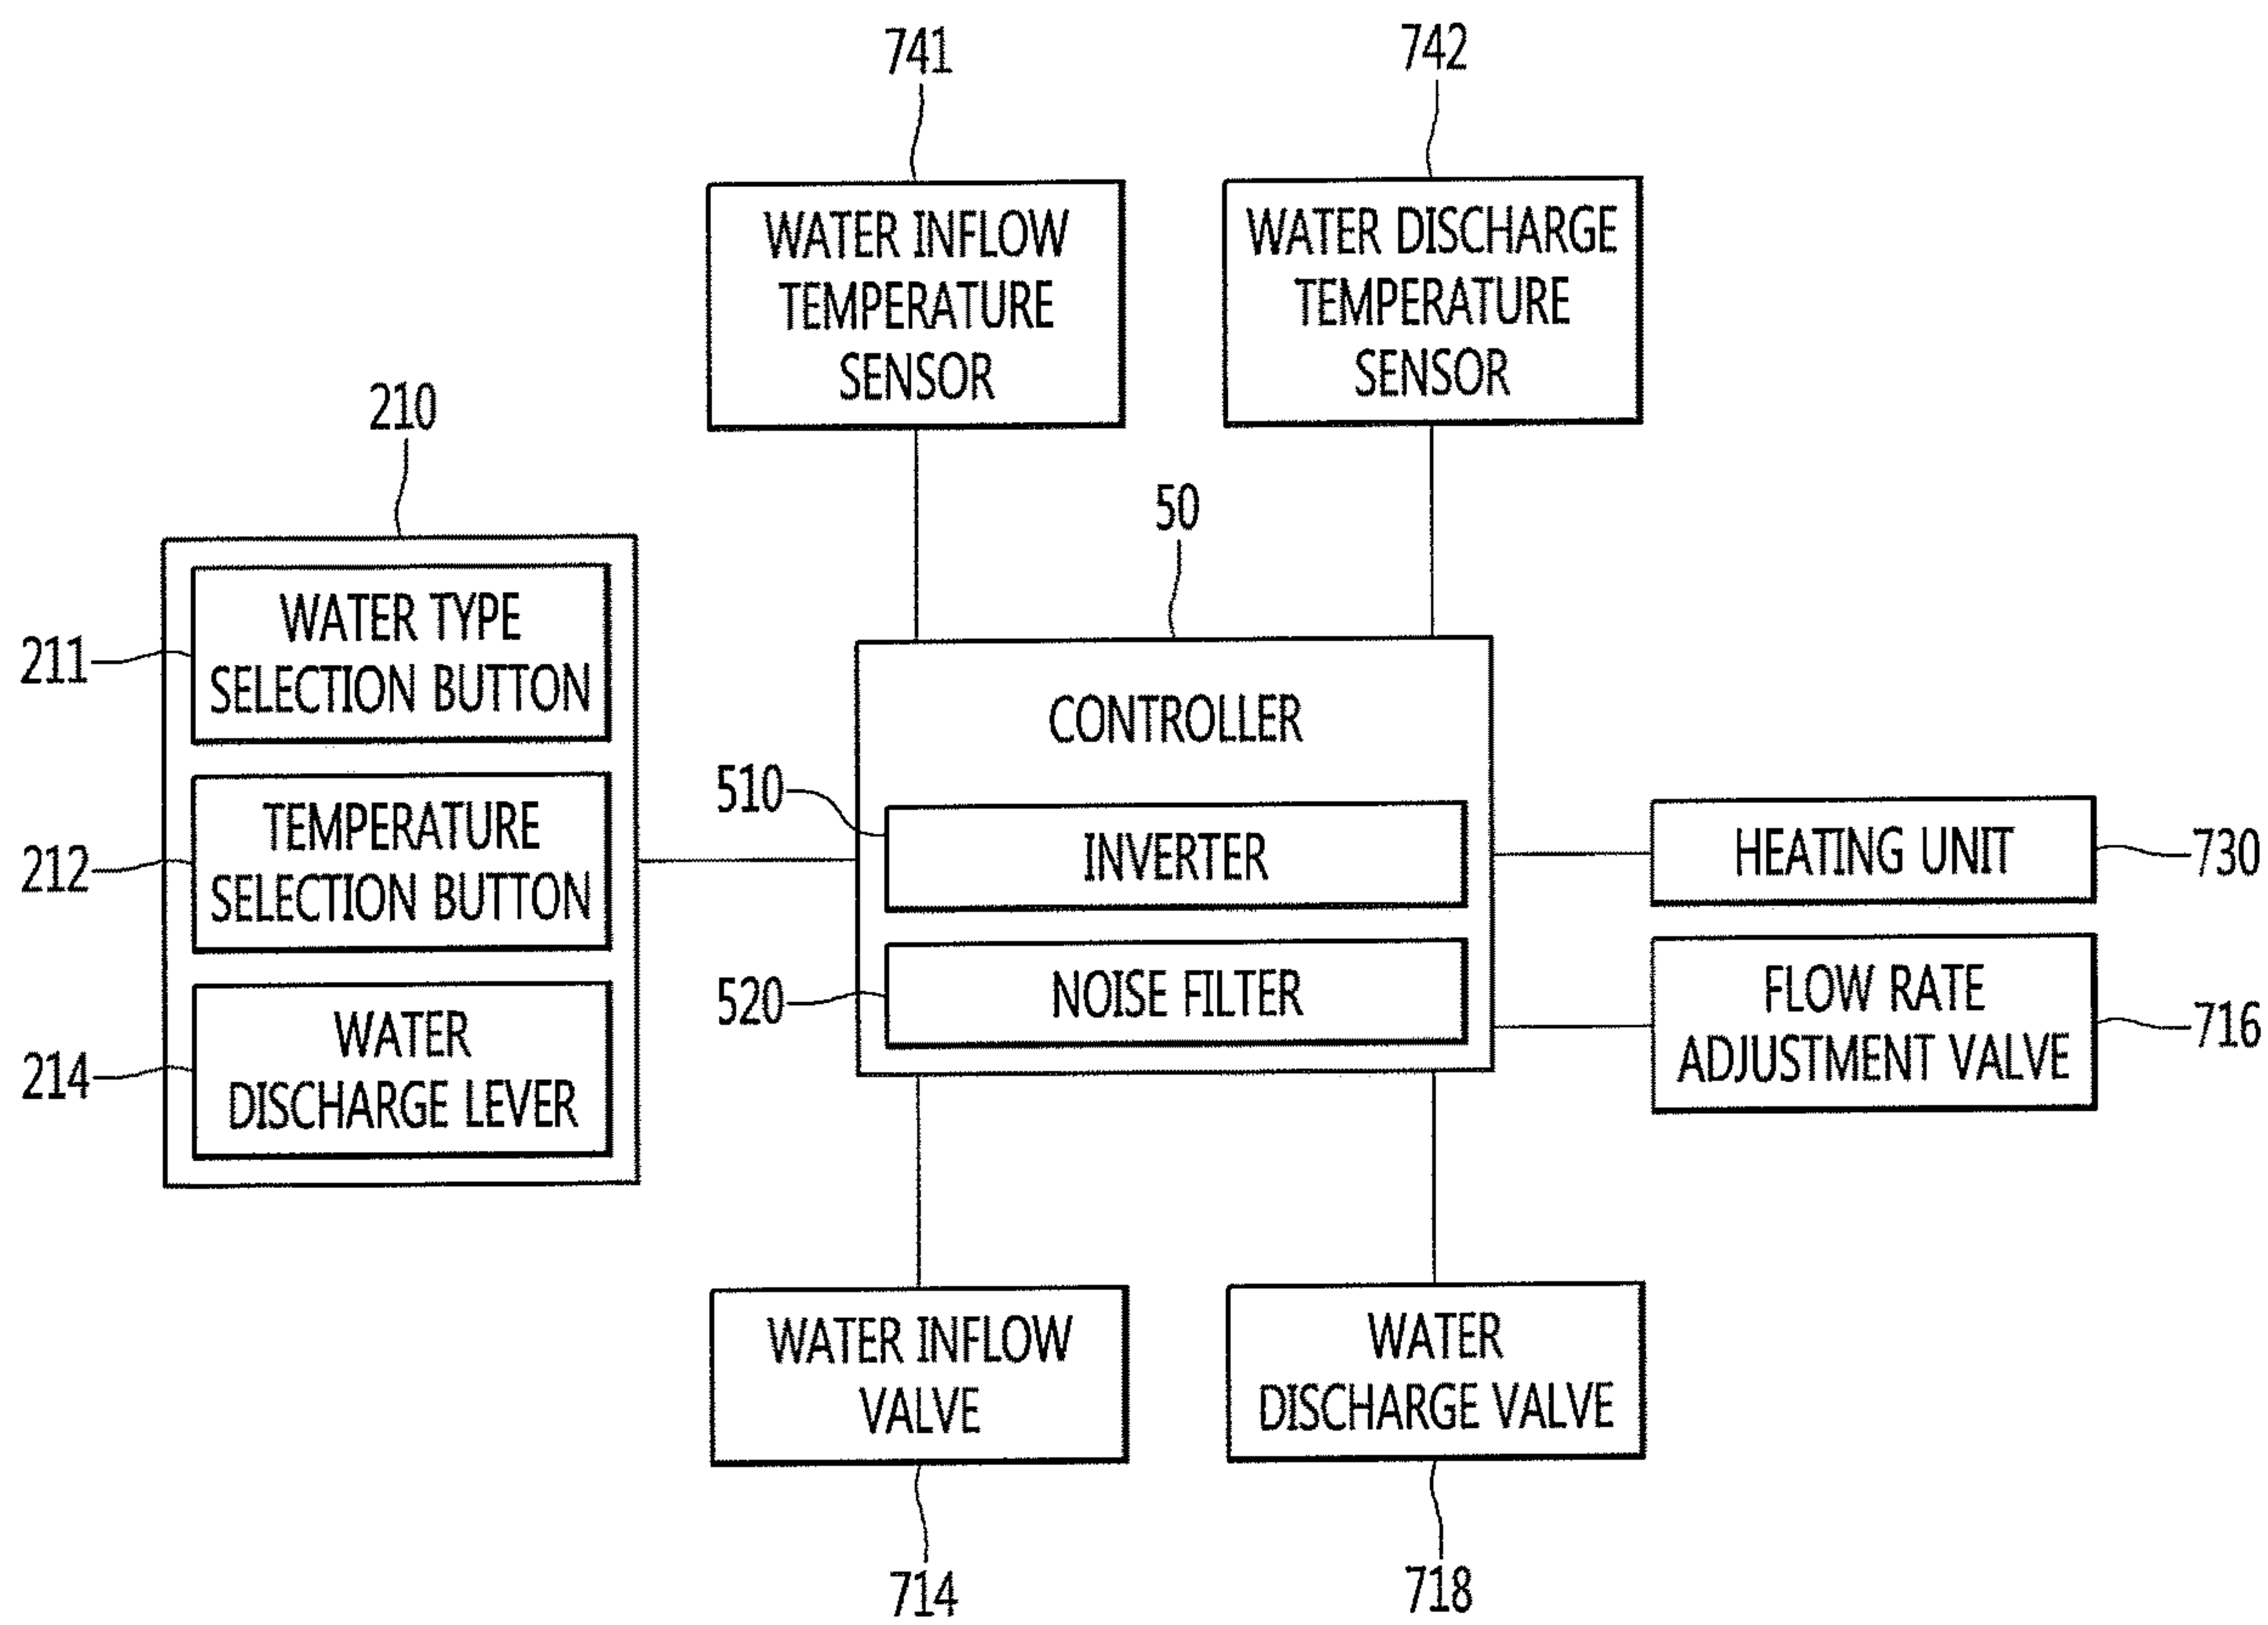 741
742
WATER INFLOW
TEMPERATURE
SENSOR
WATER DISCHARGE
TEMPERATURE
SENSOR
210
50
211
WATER TYPE
SELECTION BUTTON
212
TEMPERATURE
SELECTION BUTTON
214
WATER
DISCHARGE LEVER
CONTROLLER
510
INVERTER
520
NOISE FILTER
HEATING UNIT
730
FLOW RATE
ADJUSTMENT VALVE
716
WATER INFLOW
VALVE
WATER
DISCHARGE VALVE
714
718